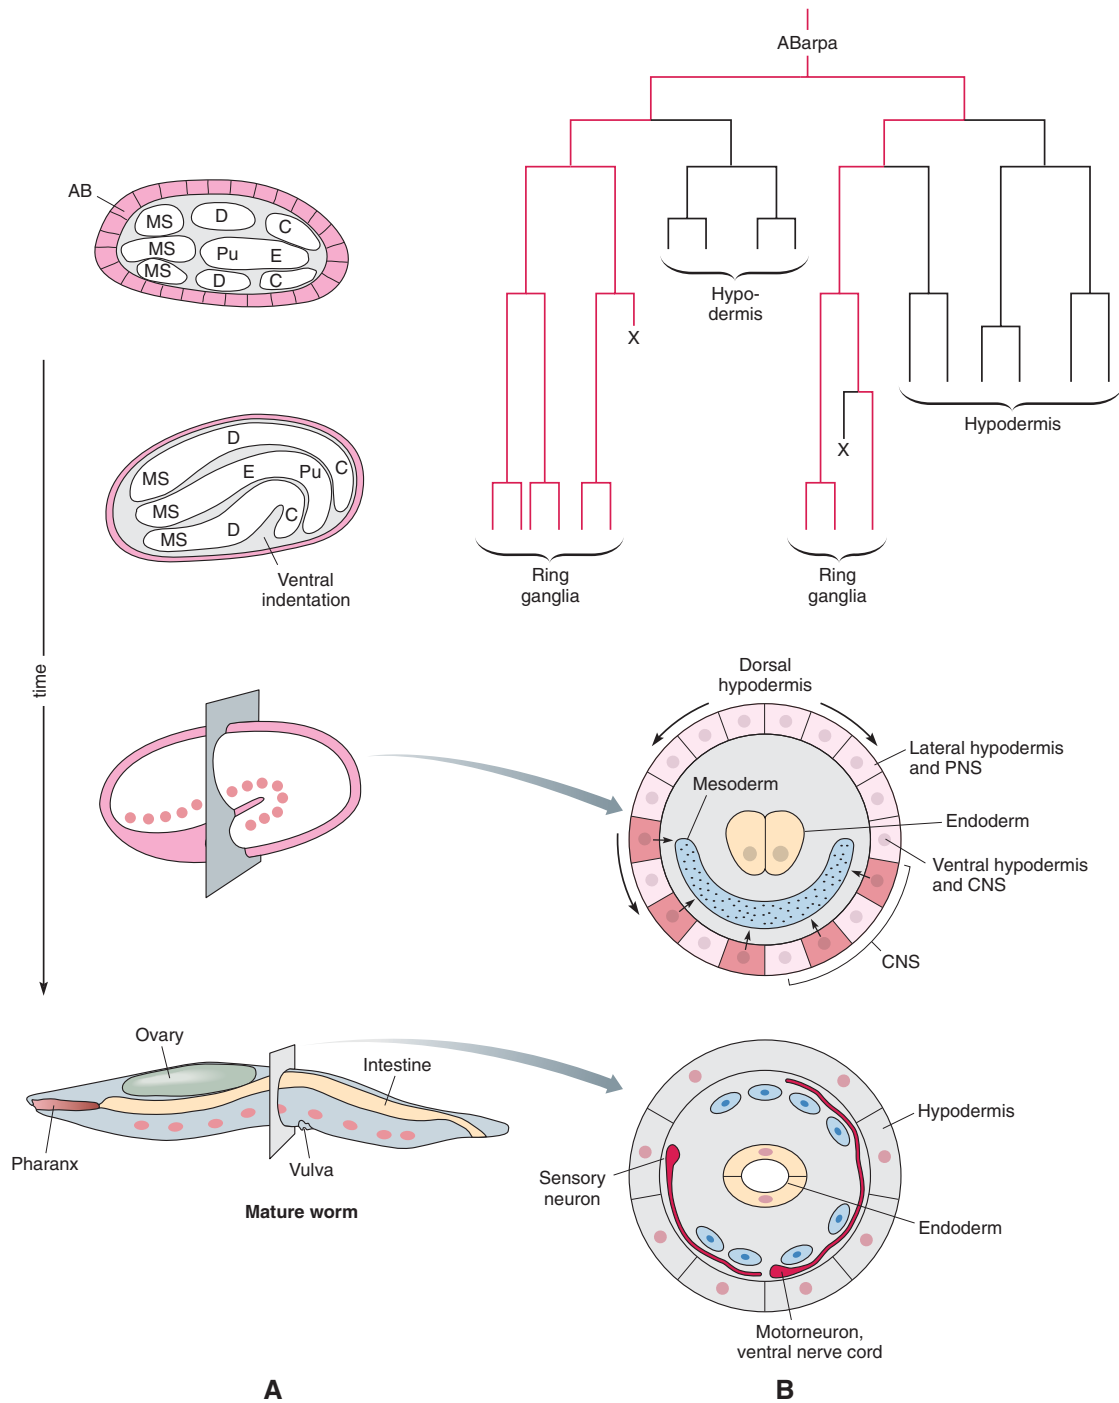 AB
MS
D
C
MS
Pu
E
MS
D
C
D
MS
E
Pu
C
MS
D
C
MS
Ventral
indentation
time
Ovary
Intestine
Pharanx
Vulva
Mature worm
A
ABarpa
X
Hypo-
dermis
X
Hypodermis
Ring
ganglia
Ring
ganglia
Dorsal
hypodermis
Lateral hypodermis
and PNS
Mesoderm
Endoderm
Ventral hypodermis
and CNS
CNS
Hypodermis
Sensory
neuron
Endoderm
Motorneuron,
ventral nerve cord
B